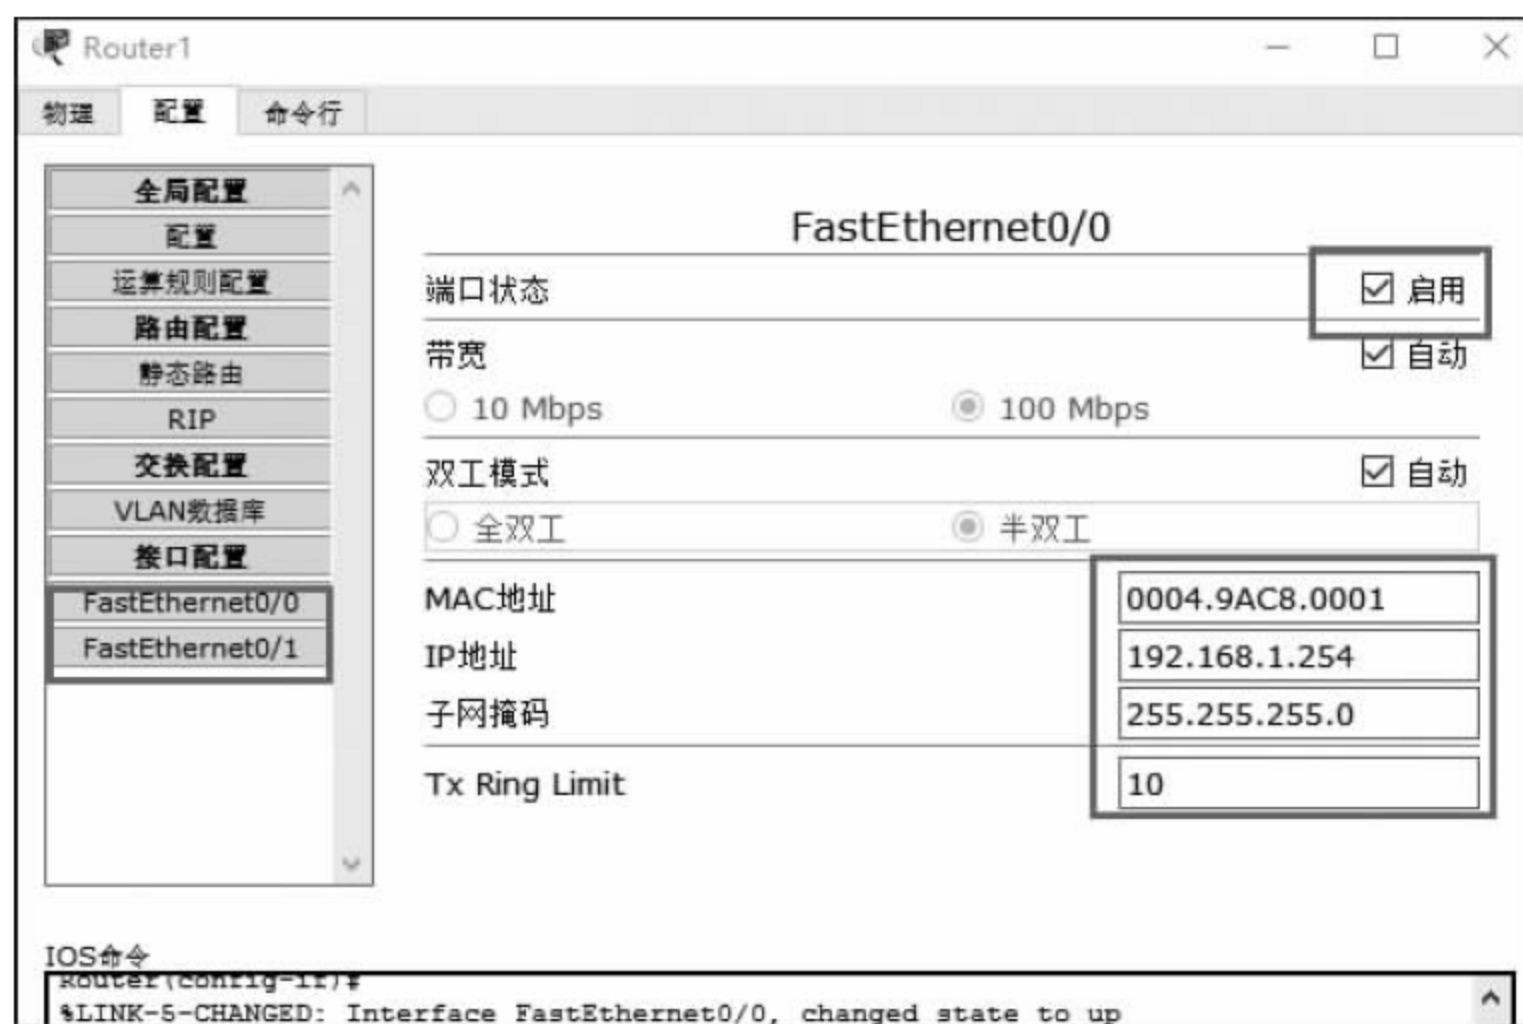 Router1
物理 配置 命令行
全局配置
配置
运算规则配置
路由配置
静态路由
RIP
交换配置
VLAN数据库
接口配置
FastEthernet0/0
FastEthernet0/1
FastEthernet0/0
端口状态 启用
带宽 自动
10 Mbps 100 Mbps
双工模式 自动
全双工 半双工
MAC地址 0004.9AC8.0001
IP地址 192.168.1.254
子网掩码 255.255.255.0
Tx Ring Limit 10
IOS命令
Router(config-if)#
%LINK-5-CHANGED: Interface FastEthernet0/0, changed state to up